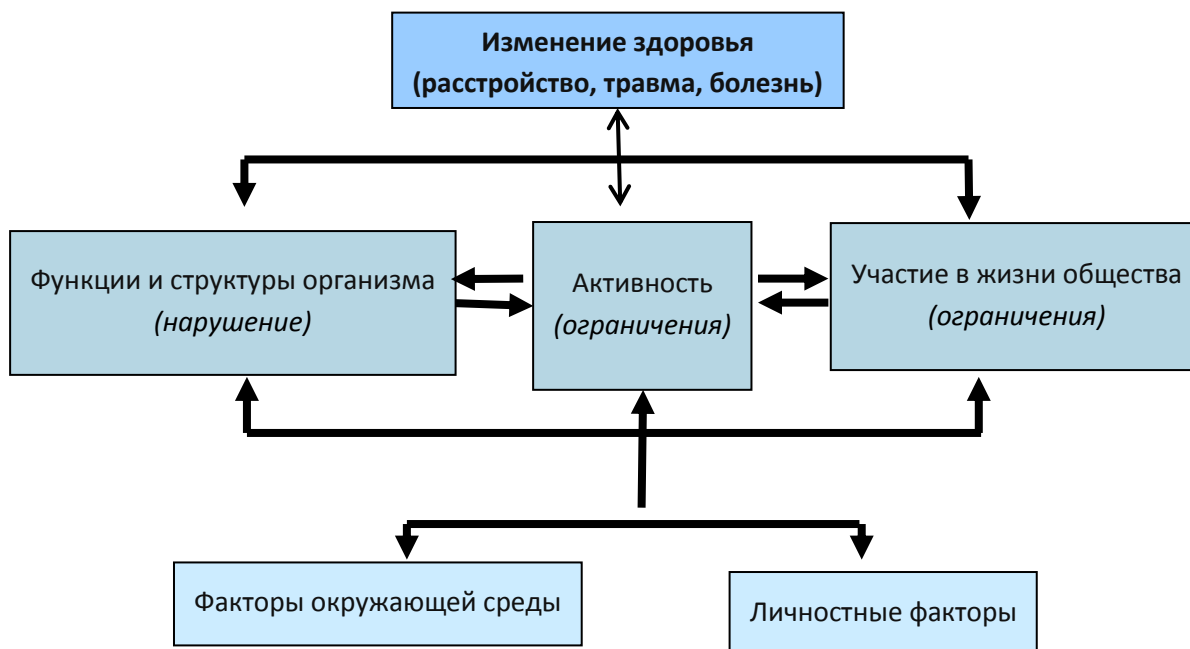 Изменение здоровья
(расстройство, травма, болезнь)
Функции и структуры организма
(нарушение)
Активность
(ограничения)
Участие в жизни общества
(ограничения)
Факторы окружающей среды
Личностные факторы